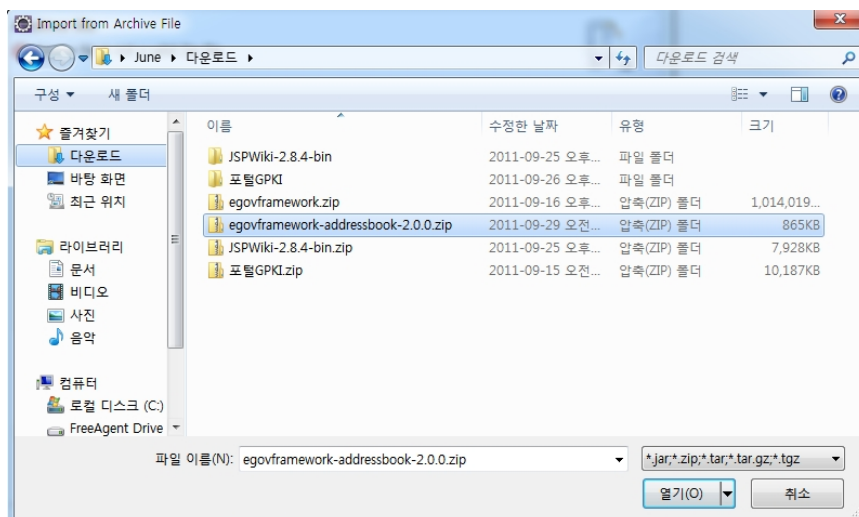 Import from Archive File
June 다운로드
다운로드 검색
구성 새 폴더
이름 수정한 날짜 유형 크기
즐겨찾기
다운로드
바탕 화면
최근 위치
라이브러리
문서
비디오
사진
음악
컴퓨터
로컬 디스크 (C:)
FreeAgent Drive
JSPWiki-2.8.4-bin 2011-09-25 오후... 파일 폴더
포털GPKI 2011-09-26 오후... 파일 폴더
egovframework.zip 2011-09-16 오후... 압축(ZIP) 폴더 1,014,019...
egovframework-addressbook-2.0.0.zip 2011-09-29 오전... 압축(ZIP) 폴더 865KB
JSPWiki-2.8.4-bin.zip 2011-09-25 오후... 압축(ZIP) 폴더 7,928KB
포털GPKI.zip 2011-09-15 오전... 압축(ZIP) 폴더 10,187KB
파일 이름(N): egovframework-addressbook-2.0.0.zip *.jar;*.zip;*.tar;*.tar.gz;*.tgz
열기(O) 취소